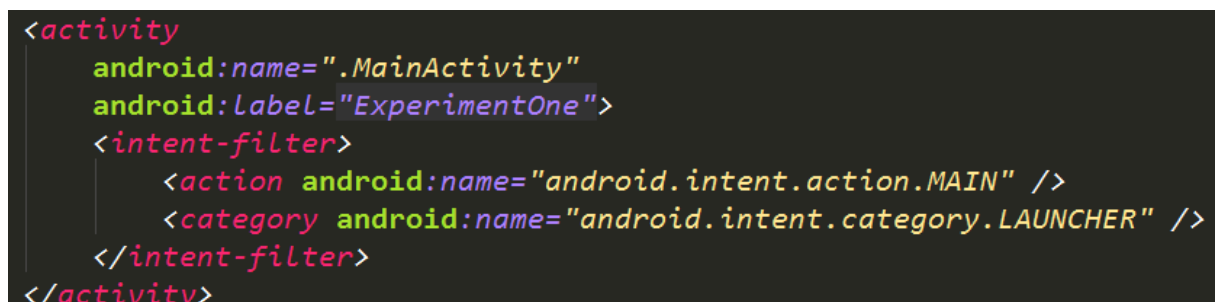 <activity
android:name=".MainActivity"
android:label="ExperimentOne">
<intent-filter>
<action android:name="android.intent.action.MAIN" />
<category android:name="android.intent.category.LAUNCHER" />
</intent-filter>
</activity>